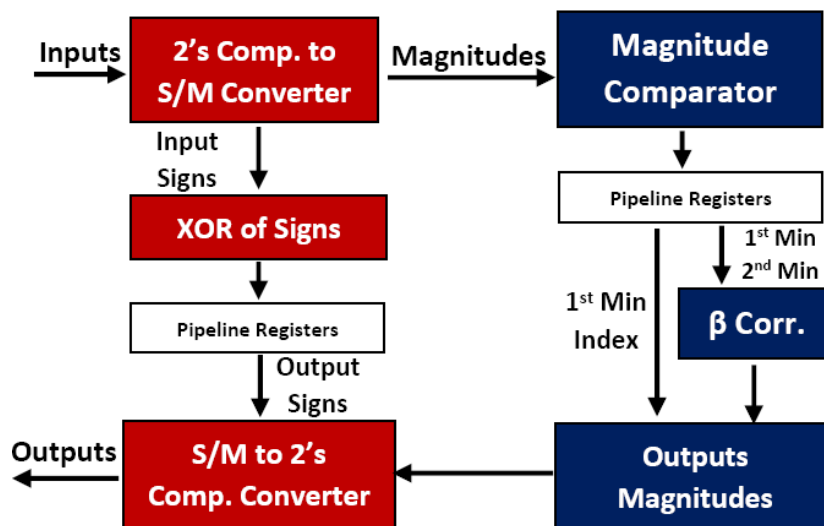 Inputs
2's Comp. to
S/M Converter
Magnitudes
Magnitude
Comparator
Input
Signs
Pipeline Registers
XOR of Signs
1st Min
2nd Min
1st Min
Index
β Corr.
Pipeline Registers
Output
Signs
Outputs
S/M to 2's
Comp. Converter
Outputs
Magnitudes